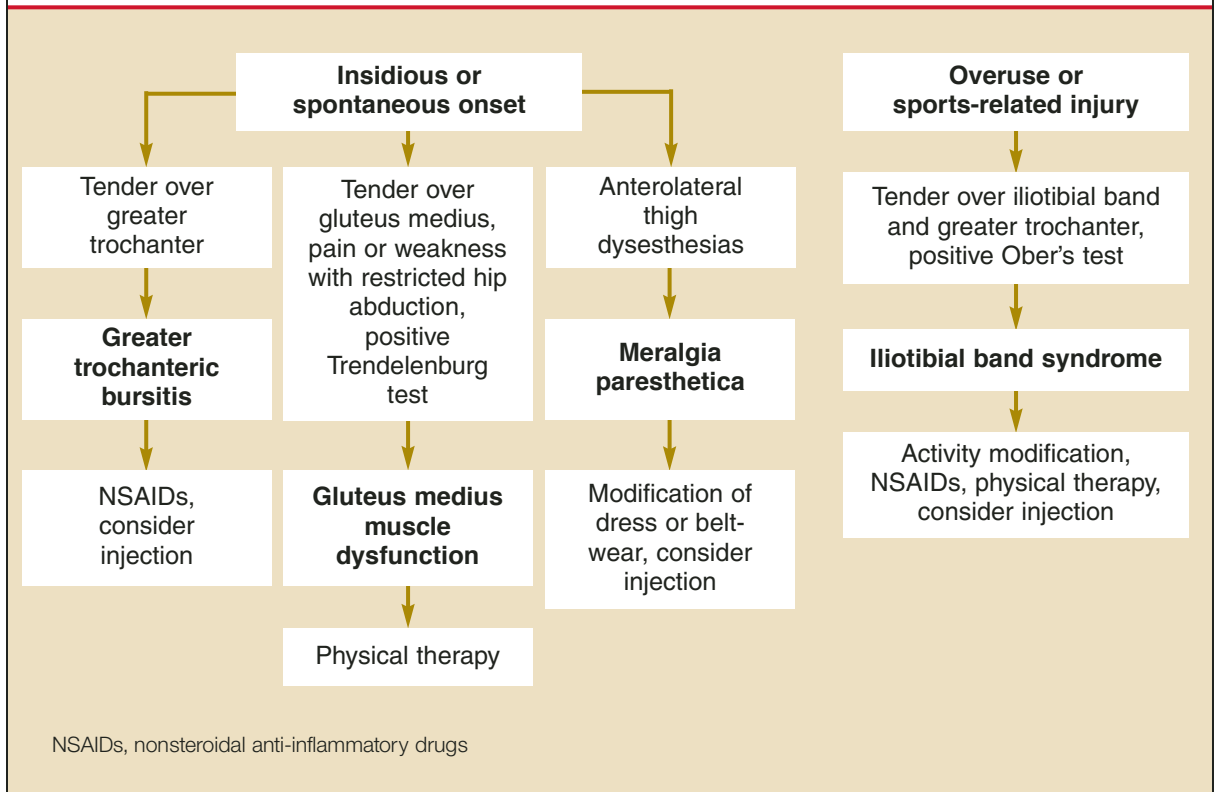 Insidious or
spontaneous onset
Tender over
greater
trochanter
Greater
trochanteric
bursitis
NSAIDs,
consider
injection
Tender over
gluteus medius,
pain or weakness
with restricted hip
abduction,
positive
Trendelenburg
test
Gluteus medius
muscle
dysfunction
Physical therapy
Anterolateral
thigh
dysesthesias
Meralgia
paresthetica
Modification of
dress or belt-
wear, consider
injection
Overuse or
sports-related injury
Tender over iliotibial band
and greater trochanter,
positive Ober’s test
Iliotibial band syndrome
Activity modification,
NSAIDs, physical therapy,
consider injection
NSAIDs, nonsteroidal anti-inflammatory drugs